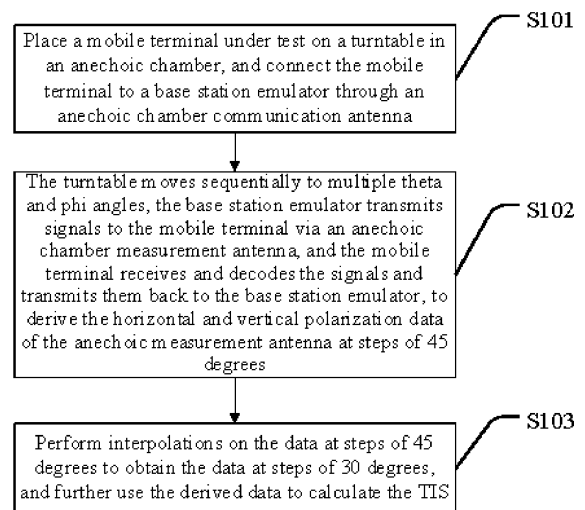 S101
Place a mobile terminal under test on a turntable in
an anechoic chamber, and connect the mobile
terminal to a base station emulator through an
anechoic chamber communication antenna
S102
The turntable moves sequentially to multiple theta
and phi angles, the base station emulator transmits
signals to the mobile terminal via an anechoic
chamber measurement antenna, and the mobile
terminal receives and decodes the signals and
transmits them back to the base station emulator, to
derive the horizontal and vertical polarization data
of the anechoic measurement antenna at steps of 45
degrees
S103
Perform interpolations on the data at steps of 45
degrees to obtain the data at steps of 30 degrees,
and further use the derived data to calculate the TIS